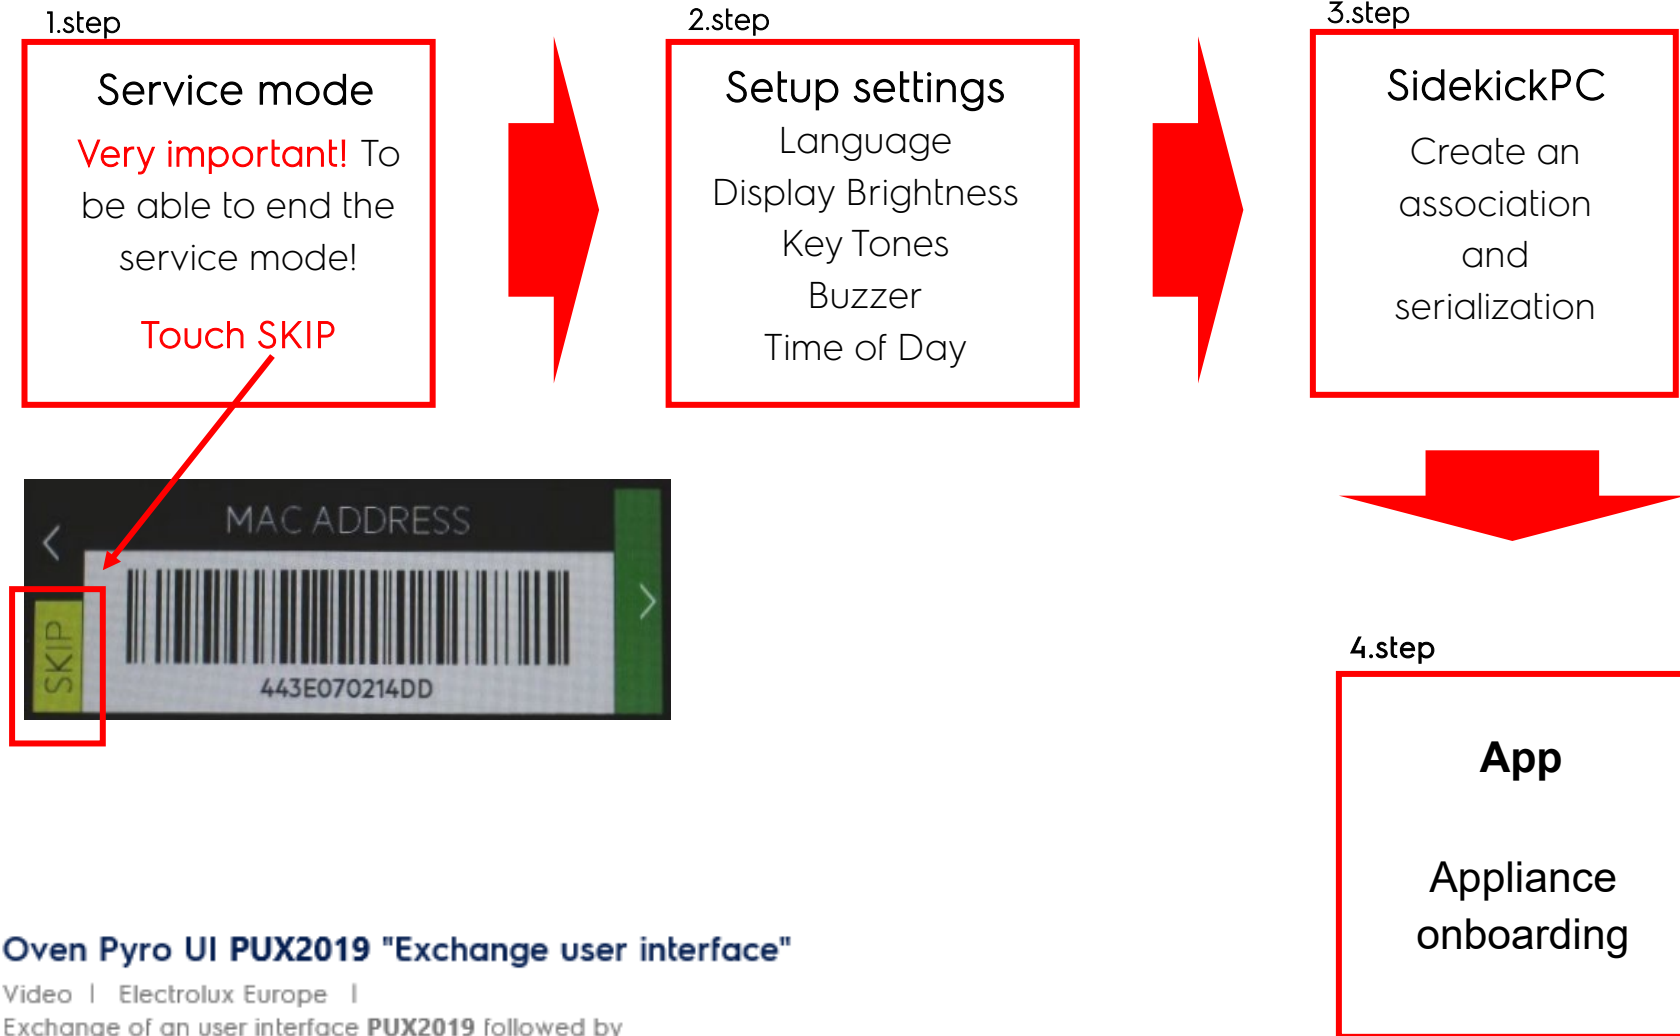 1.step
Service mode
Very important! To
be able to end the
service mode!
Touch SKIP
2.step
Setup settings
Language
Display Brightness
Key Tones
Buzzer
Time of Day
3.step
SidekickPC
Create an
association
and
serialization
MAC ADDRESS
SKIP
443E070214DD
4.step
App
Appliance
onboarding
Oven Pyro UI PUX2019 "Exchange user interface"
Video | Electrolux Europe |
Exchange of an user interface PUX2019 followed by